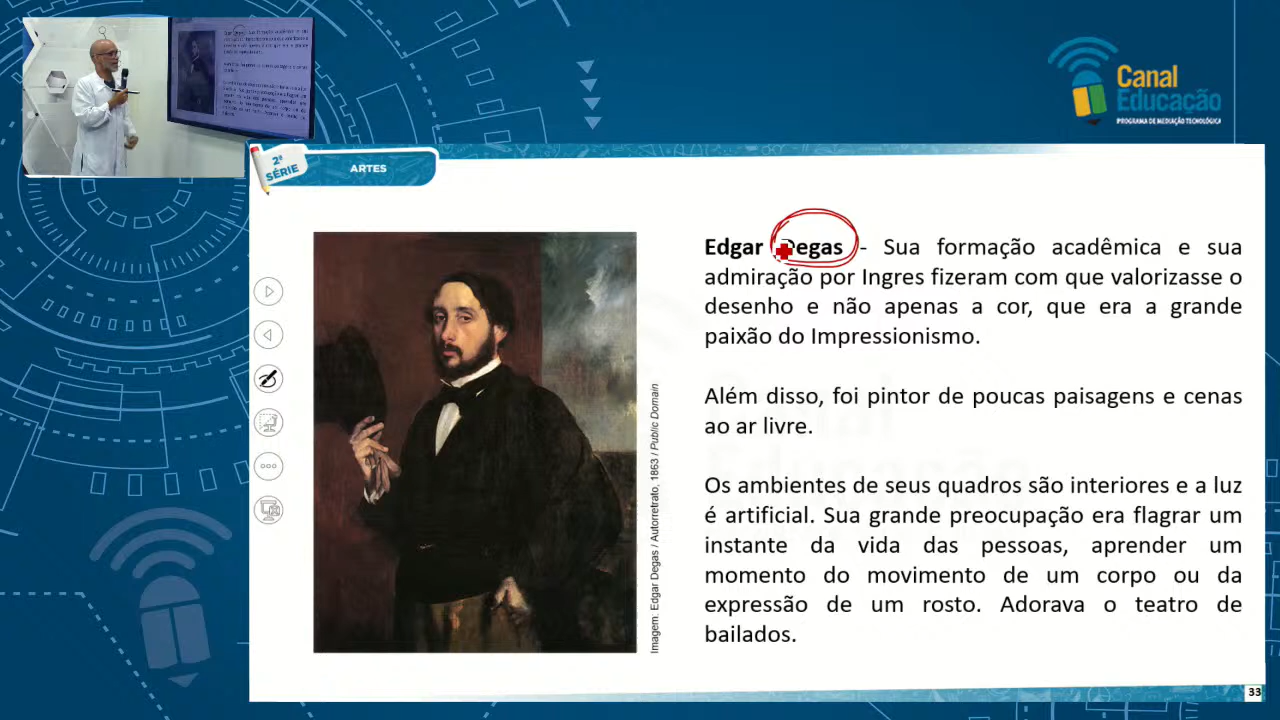 Canal
Educação
PROGRAMA DE MEDIAÇÃO TECNOLÓGICA
2ª
SÉRIE
ARTES
Edgar Degas - Sua formação acadêmica e sua
admiração por Ingres fizeram com que valorizasse o
desenho e não apenas a cor, que era a grande
paixão do Impressionismo.
Além disso, foi pintor de poucas paisagens e cenas
ao ar livre.
Os ambientes de seus quadros são interiores e a luz
é artificial. Sua grande preocupação era flagrar um
instante da vida das pessoas, aprender um
momento do movimento de um corpo ou da
expressão de um rosto. Adorava o teatro de
bailados.
Imagem: Edgar Degas / Autorretrato, 1863 / Public Domain
33